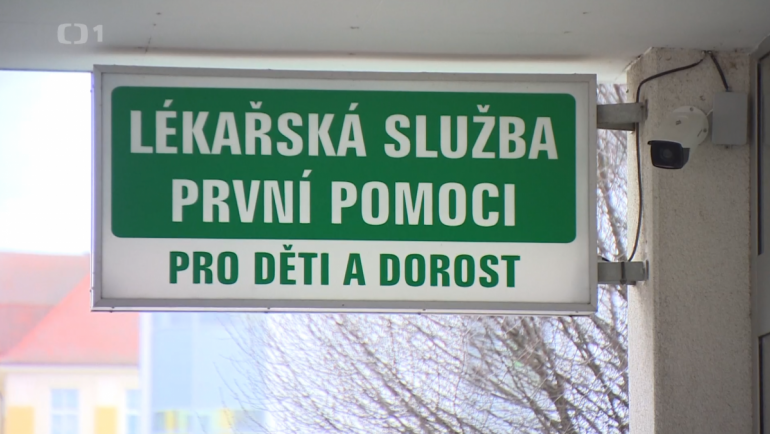 ČT1
LÉKAŘSKÁ SLUŽBA
PRVNÍ POMOCI
PRO DĚTI A DOROST